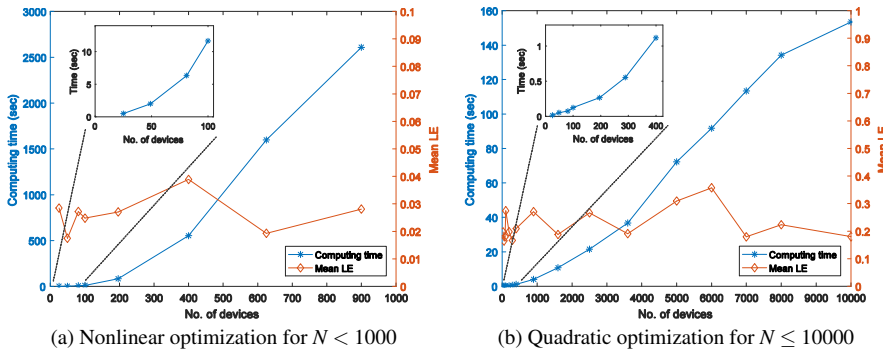 3000
2500
2000
1500
1000
500
0
Computing time (sec)
0 100 200 300 400 500 600 700 800 900 1000
No. of devices
0.1
0.09
0.08
0.07
0.06
0.05
0.04
0.03
0.02
0.01
0
Mean LE
10
5
0
Time (sec)
0 50 100
No. of devices
Computing time
Mean LE
(a) Nonlinear optimization for N < 1000
160
140
120
100
80
60
40
20
0
Computing time (sec)
0 1000 2000 3000 4000 5000 6000 7000 8000 9000 10000
No. of devices
1
0.9
0.8
0.7
0.6
0.5
0.4
0.3
0.2
0.1
0
Mean LE
1
0.5
0
Time (sec)
0 100 200 300 400
No. of devices
Computing time
Mean LE
(b) Quadratic optimization for N ≤ 10000